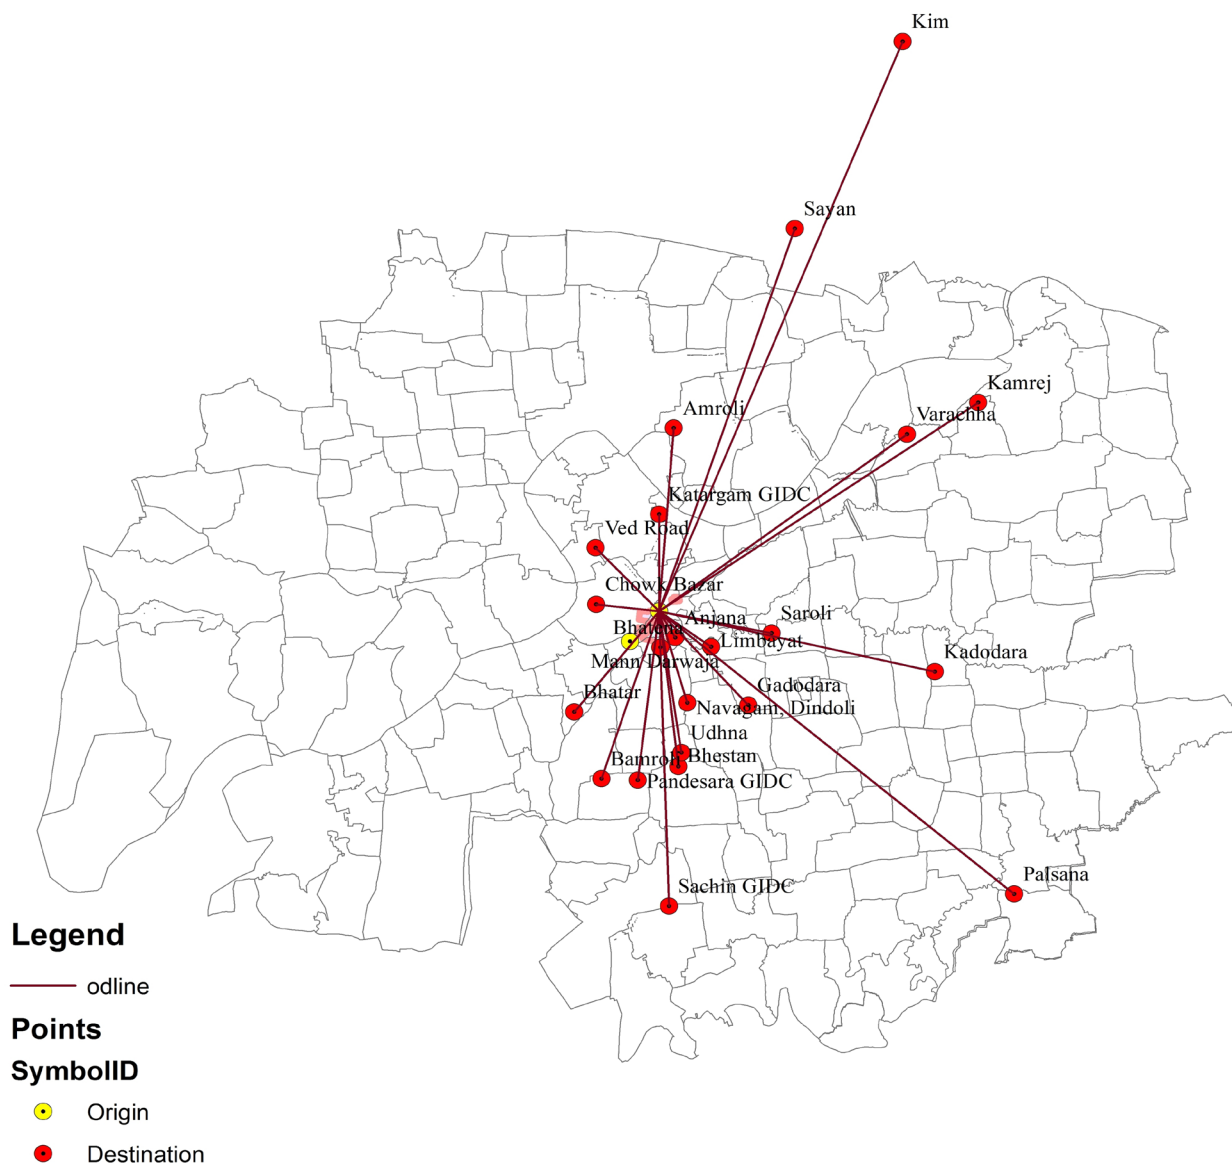 Kim
Sayan
Kamrej
Varachha
Amroli
Katargam GIDC
Ved Road
Chowk Bazar
Saroli
Anjana
Bhatena
Limbayat
Kadodara
Mann Darwaja
Gadodara
Bhatar
Navagam, Dindoli
Udhna
Bhestan
Bamroli
Pandesara GIDC
Palsana
Sachin GIDC
Legend
odline
Points
SymbolID
Origin
Destination